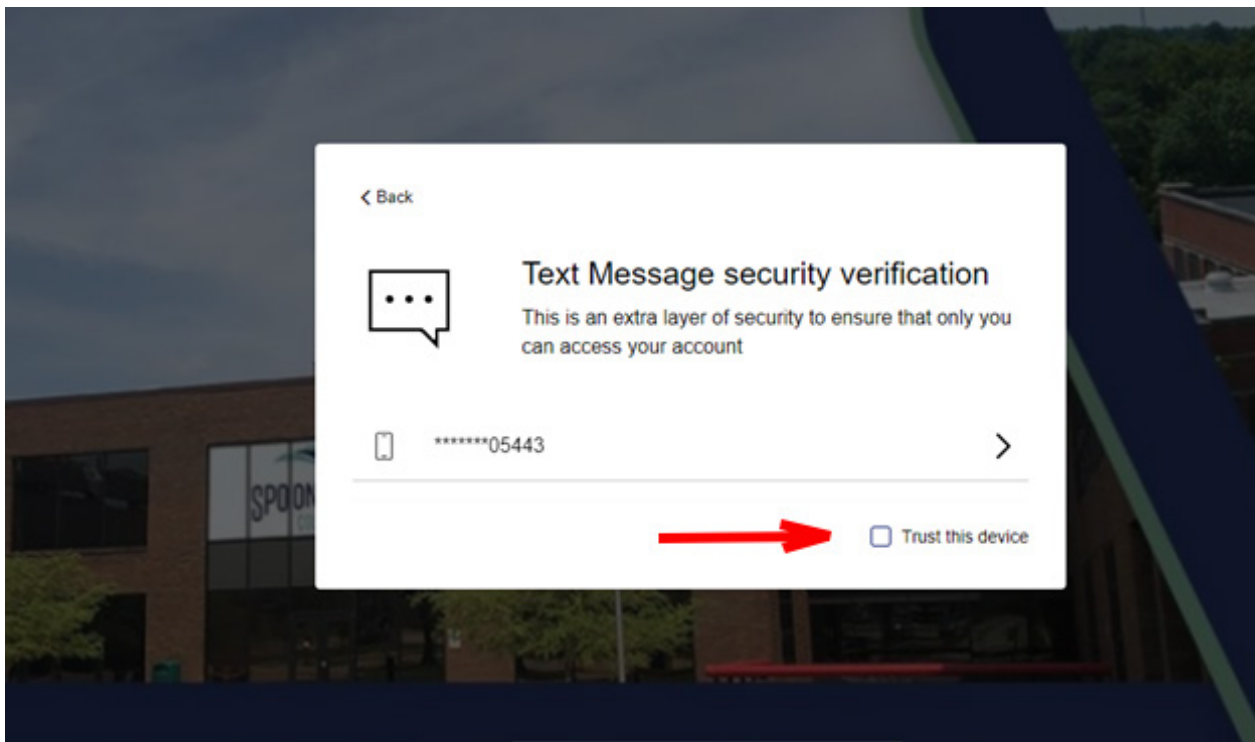 Back
Text Message security verification
This is an extra layer of security to ensure that only you
can access your account
*******05443
Trust this device
SPOON